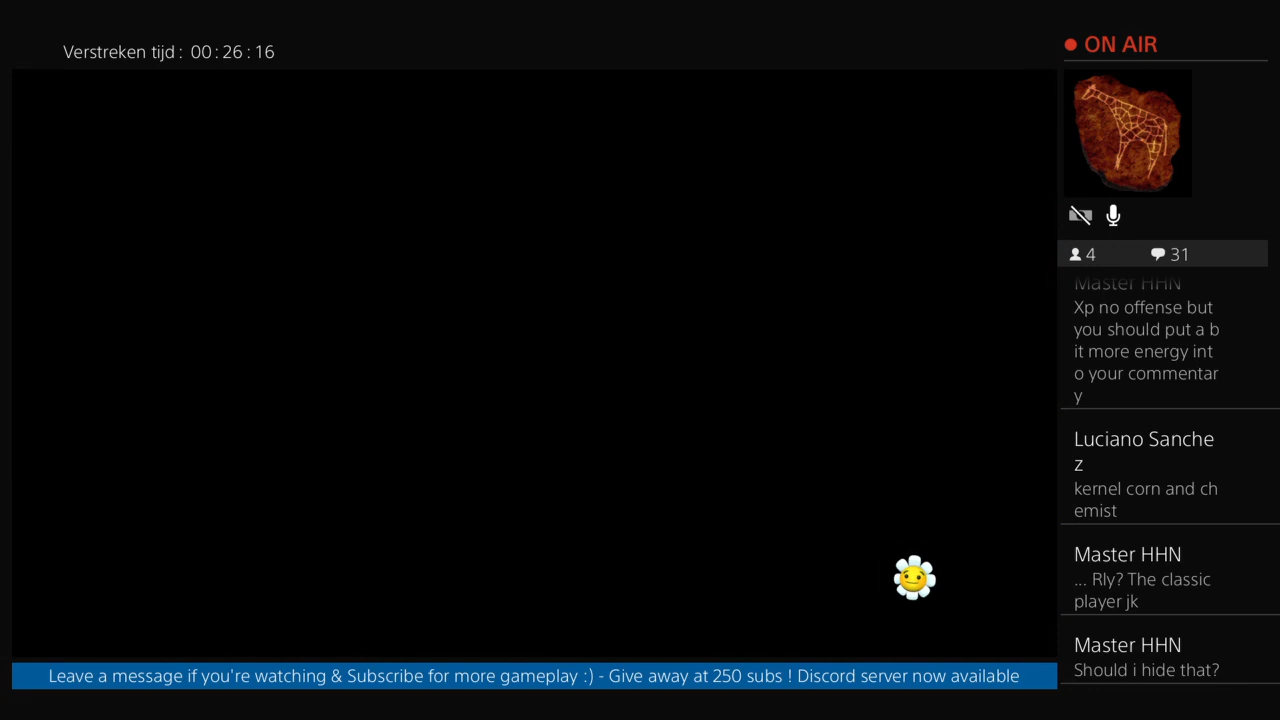 Verstreken tijd : 00 : 26 : 16
ON AIR
4 31
Master HHN
Xp no offense but
you should put a b
it more energy int
o your commentar
y
Luciano Sanche
z
kernel corn and ch
emist
Master HHN
... Rly? The classic
player jk
Master HHN
Should i hide that?
Leave a message if you're watching & Subscribe for more gameplay :) - Give away at 250 subs ! Discord server now available